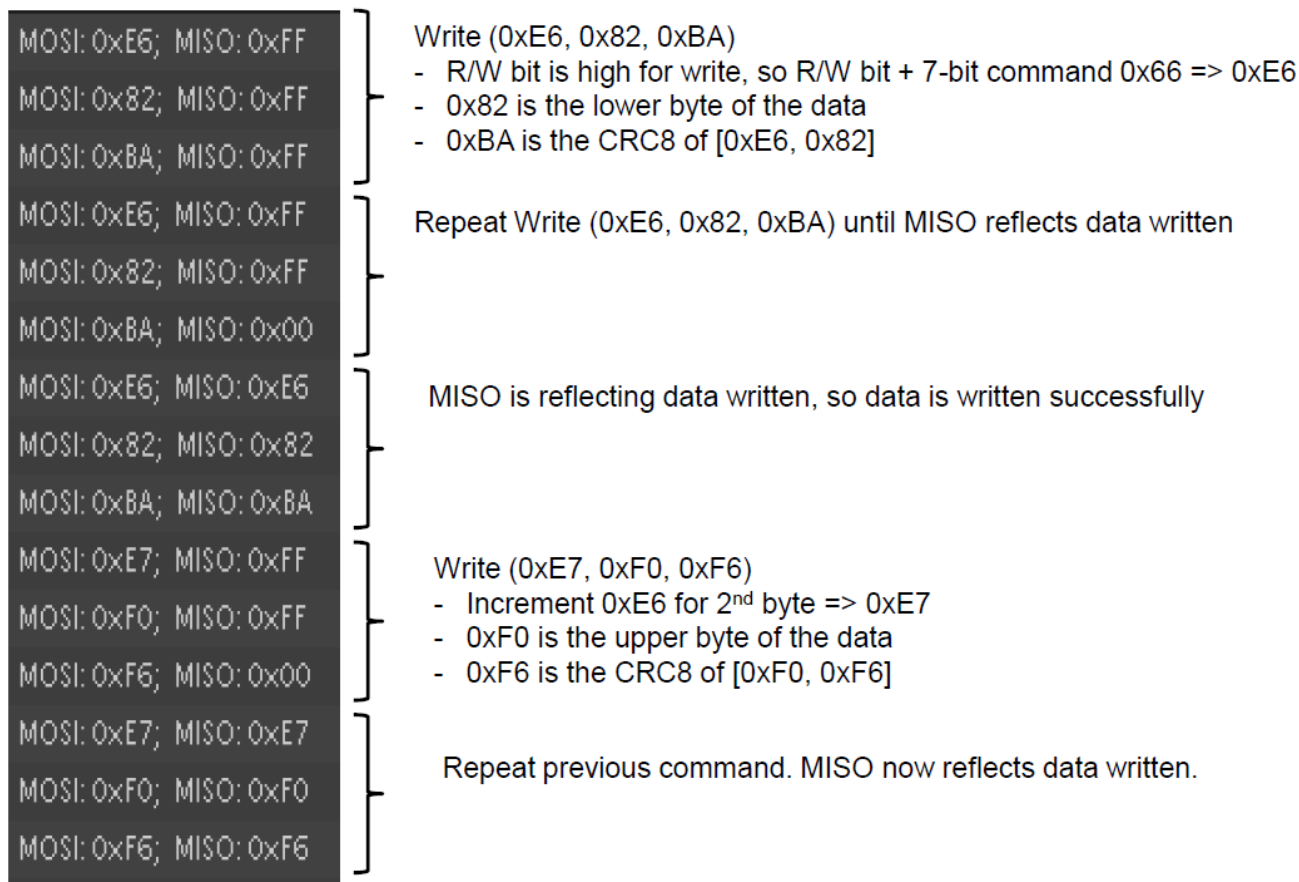 MOSI: 0xE6; MISO: 0xFF
MOSI: 0x82; MISO: 0xFF
MOSI: 0xBA; MISO: 0xFF
Write (0xE6, 0x82, 0xBA)
- R/W bit is high for write, so R/W bit + 7-bit command 0x66 => 0xE6
- 0x82 is the lower byte of the data
- 0xBA is the CRC8 of [0xE6, 0x82]
MOSI: 0xE6; MISO: 0xFF
MOSI: 0x82; MISO: 0xFF
MOSI: 0xBA; MISO: 0x00
Repeat Write (0xE6, 0x82, 0xBA) until MISO reflects data written
MOSI: 0xE6; MISO: 0xE6
MOSI: 0x82; MISO: 0x82
MOSI: 0xBA; MISO: 0xBA
MISO is reflecting data written, so data is written successfully
MOSI: 0xE7; MISO: 0xFF
MOSI: 0xF0; MISO: 0xFF
MOSI: 0xF6; MISO: 0x00
Write (0xE7, 0xF0, 0xF6)
- Increment 0xE6 for 2nd byte => 0xE7
- 0xF0 is the upper byte of the data
- 0xF6 is the CRC8 of [0xF0, 0xF6]
MOSI: 0xE7; MISO: 0xE7
MOSI: 0xF0; MISO: 0xF0
MOSI: 0xF6; MISO: 0xF6
Repeat previous command. MISO now reflects data written.